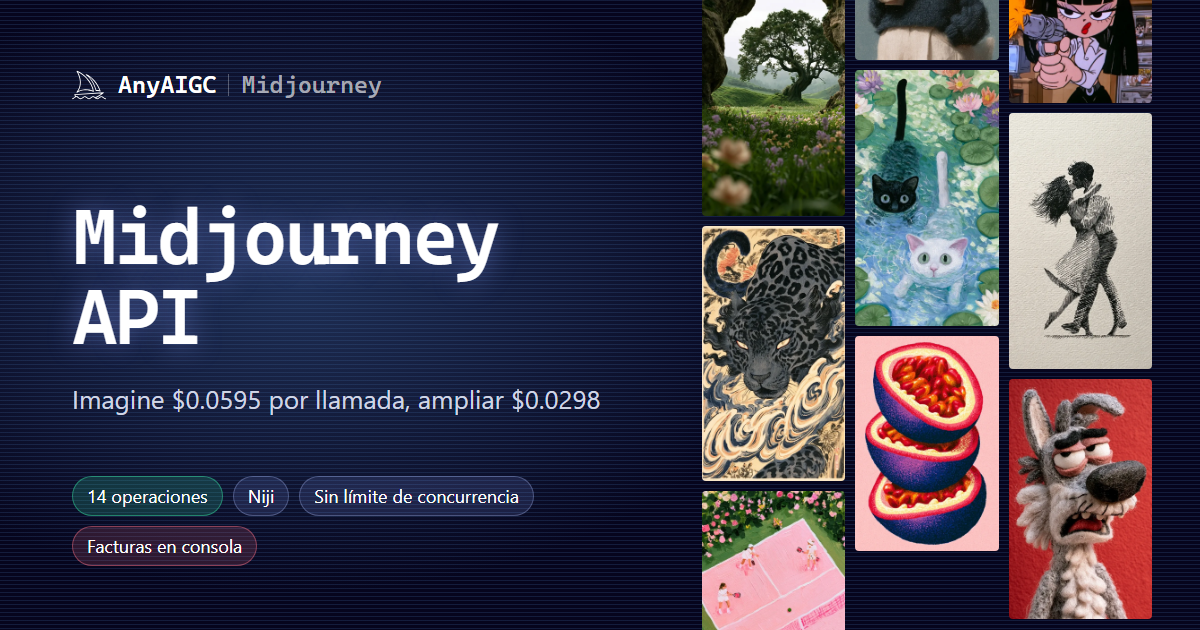 AnyAIGC | Midjourney
Midjourney
API
Imagine $0.0595 por llamada, ampliar $0.0298
14 operaciones
Niji
Sin límite de concurrencia
Facturas en consola